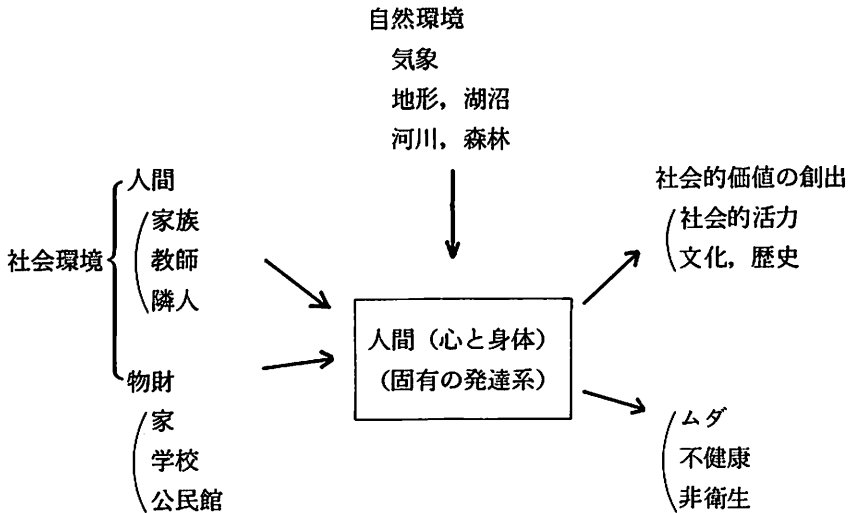 自然環境
気象
地形,湖沼
河川,森林
社会環境
人間
家族
教師
隣人
物財
家
学校
公民館
人間(心と身体)
(固有の発達系)
社会的価値の創出
社会的活力
文化,歴史
ムダ
不健康
非衛生